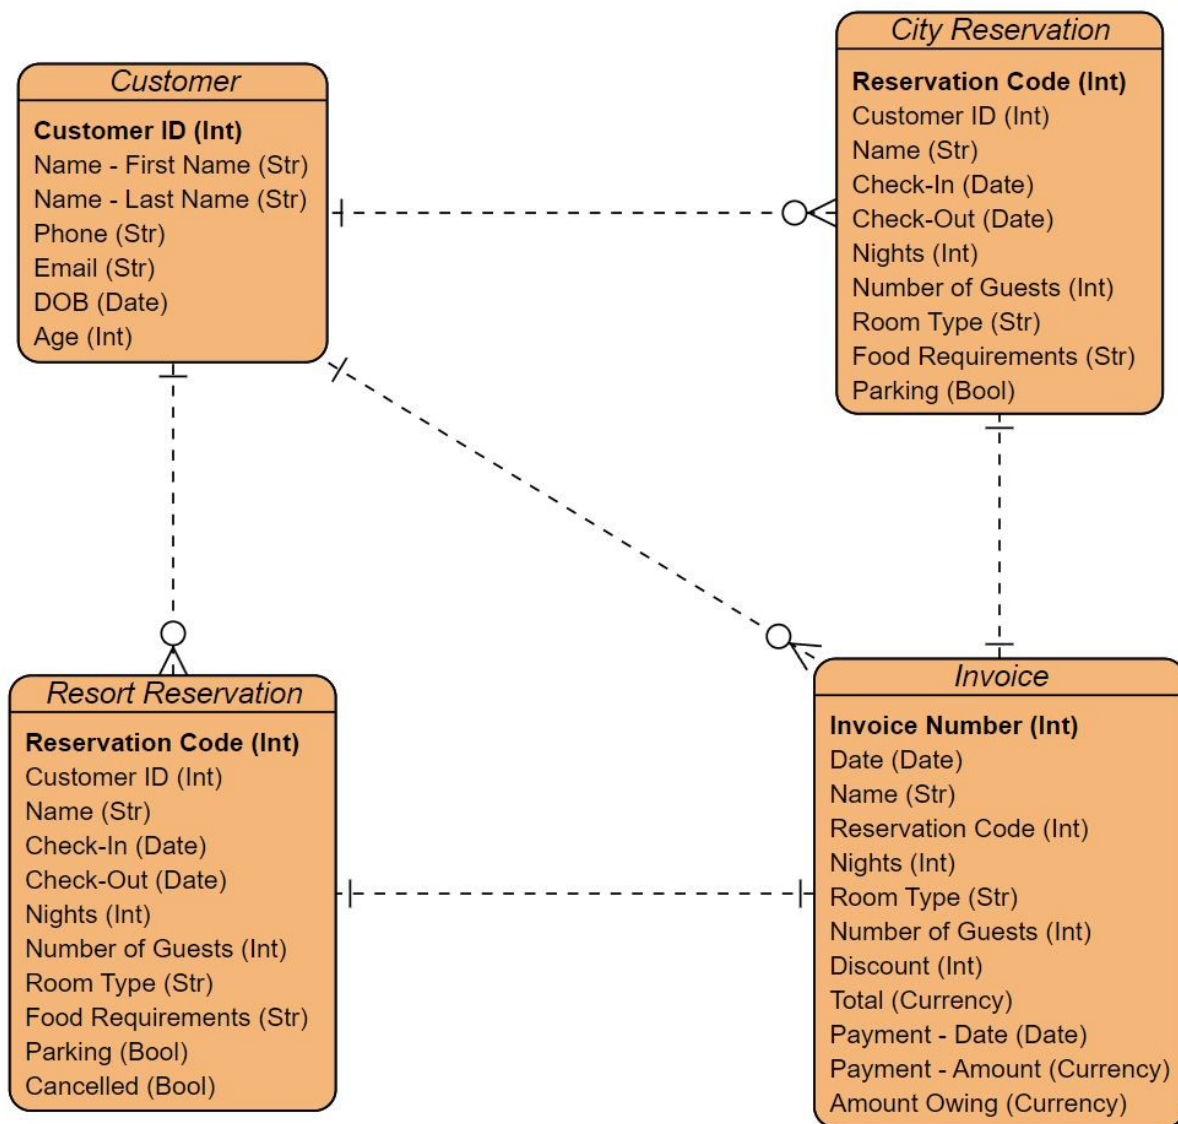 Customer
Customer ID (Int)
Name - First Name (Str)
Name - Last Name (Str)
Phone (Str)
Email (Str)
DOB (Date)
Age (Int)
City Reservation
Reservation Code (Int)
Customer ID (Int)
Name (Str)
Check-In (Date)
Check-Out (Date)
Nights (Int)
Number of Guests (Int)
Room Type (Str)
Food Requirements (Str)
Parking (Bool)
Resort Reservation
Reservation Code (Int)
Customer ID (Int)
Name (Str)
Check-In (Date)
Check-Out (Date)
Nights (Int)
Number of Guests (Int)
Room Type (Str)
Food Requirements (Str)
Parking (Bool)
Cancelled (Bool)
Invoice
Invoice Number (Int)
Date (Date)
Name (Str)
Reservation Code (Int)
Nights (Int)
Room Type (Str)
Number of Guests (Int)
Discount (Int)
Total (Currency)
Payment - Date (Date)
Payment - Amount (Currency)
Amount Owing (Currency)